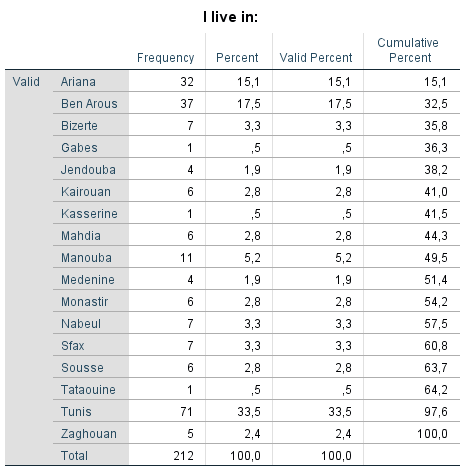 I live in:
Frequency Percent Valid Percent Cumulative Percent
Valid Ariana 32 15,1 15,1 15,1
Ben Arous 37 17,5 17,5 32,5
Bizerte 7 3,3 3,3 35,8
Gabes 1 ,5 ,5 36,3
Jendouba 4 1,9 1,9 38,2
Kairouan 6 2,8 2,8 41,0
Kasserine 1 ,5 ,5 41,5
Mahdia 6 2,8 2,8 44,3
Manouba 11 5,2 5,2 49,5
Medenine 4 1,9 1,9 51,4
Monastir 6 2,8 2,8 54,2
Nabeul 7 3,3 3,3 57,5
Sfax 7 3,3 3,3 60,8
Sousse 6 2,8 2,8 63,7
Tataouine 1 ,5 ,5 64,2
Tunis 71 33,5 33,5 97,6
Zaghouan 5 2,4 2,4 100,0
Total 212 100,0 100,0